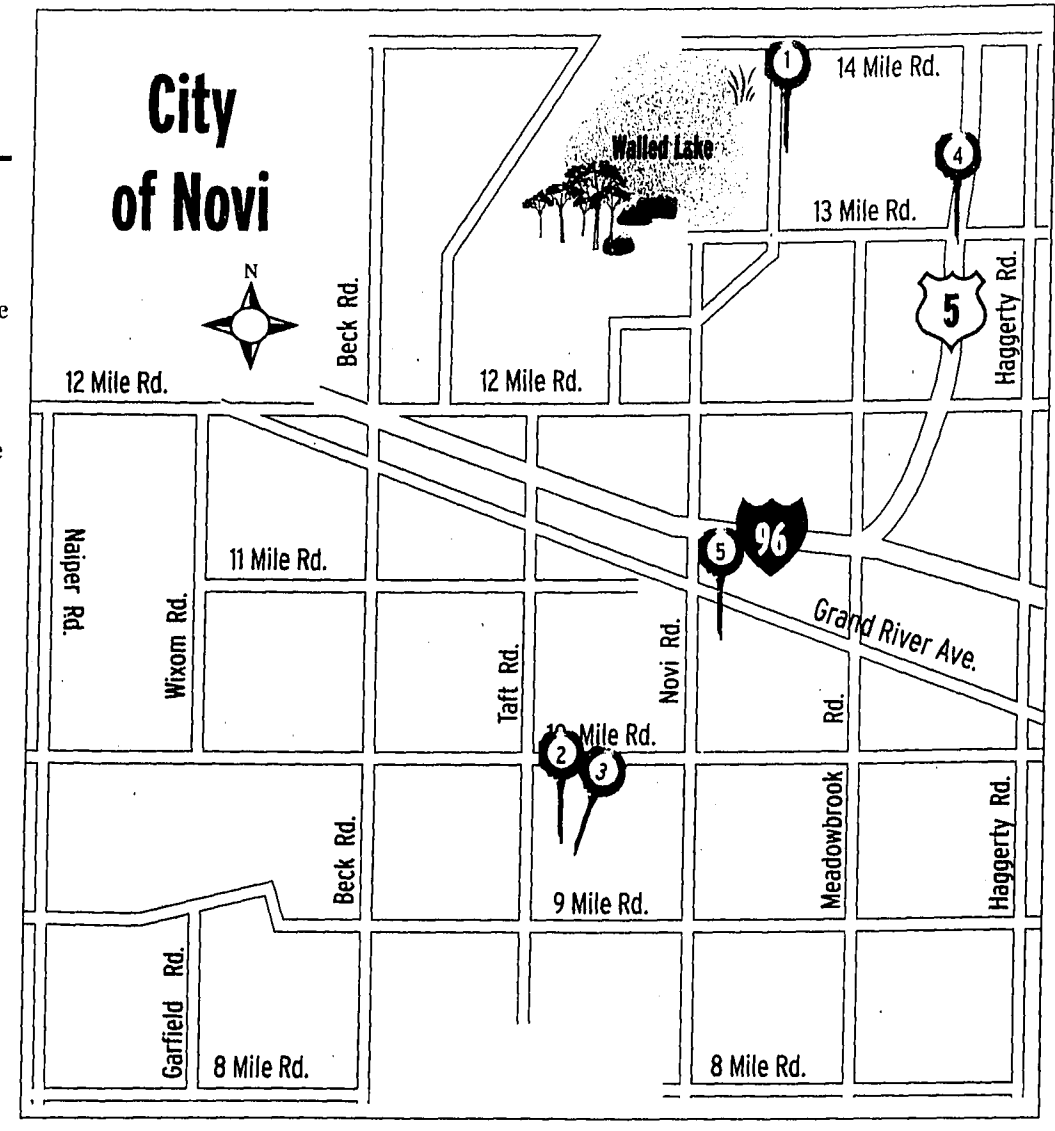 City
of Novi
N
14 Mile Rd.
1
Walled Lake
4
13 Mile Rd.
5
Haggerty Rd.
Beck Rd.
12 Mile Rd.
12 Mile Rd.
e
e
Naiper Rd.
11 Mile Rd.
5
96
Wixom Rd.
Grand River Ave.
Taft Rd.
Novi Rd.
Rd.
Mile Rd.
2
3
Beck Rd.
Meadowbrook
Haggerty Rd.
9 Mile Rd.
Garfield Rd.
8 Mile Rd.
8 Mile Rd.